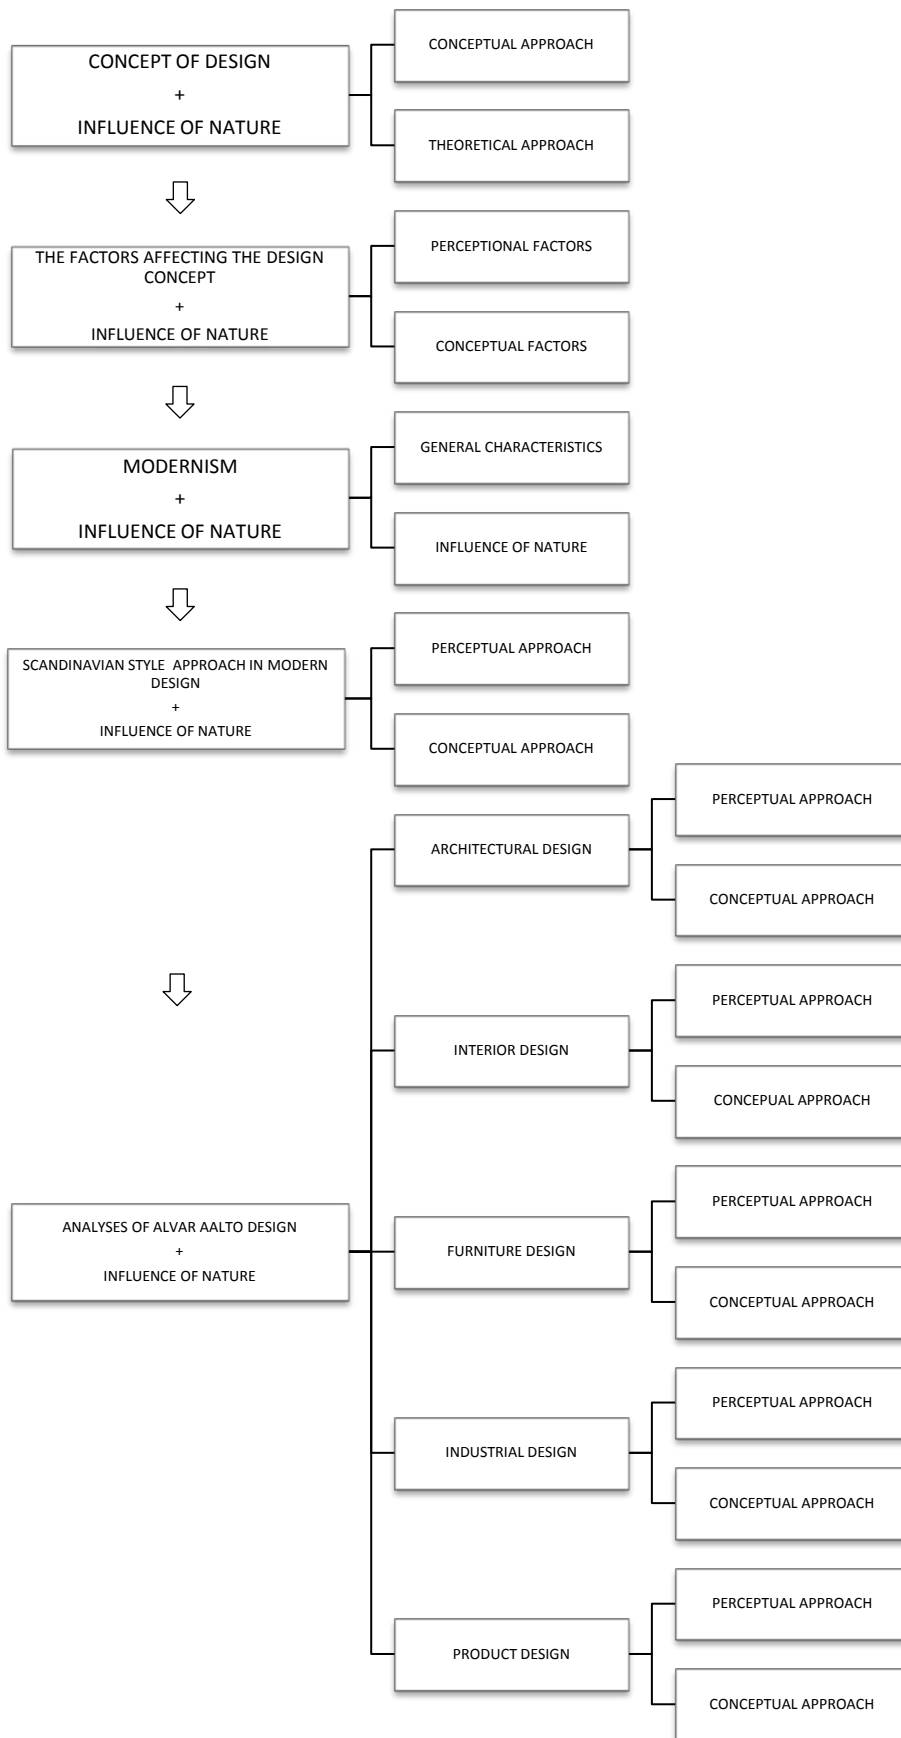 CONCEPT OF DESIGN
+
INFLUENCE OF NATURE
CONCEPTUAL APPROACH
THEORETICAL APPROACH
THE FACTORS AFFECTING THE DESIGN
CONCEPT
+
INFLUENCE OF NATURE
PERCEPTIONAL FACTORS
CONCEPTUAL FACTORS
MODERNISM
+
INFLUENCE OF NATURE
GENERAL CHARACTERISTICS
INFLUENCE OF NATURE
SCANDINAVIAN STYLE APPROACH IN MODERN
DESIGN
+
INFLUENCE OF NATURE
PERCEPTUAL APPROACH
CONCEPTUAL APPROACH
ANALYSES OF ALVAR AALTO DESIGN
+
INFLUENCE OF NATURE
ARCHITECTURAL DESIGN
PERCEPTUAL APPROACH
CONCEPTUAL APPROACH
INTERIOR DESIGN
PERCEPTUAL APPROACH
CONCEPUAL APPROACH
FURNITURE DESIGN
PERCEPTUAL APPROACH
CONCEPTUAL APPROACH
INDUSTRIAL DESIGN
PERCEPTUAL APPROACH
CONCEPTUAL APPROACH
PRODUCT DESIGN
PERCEPTUAL APPROACH
CONCEPTUAL APPROACH